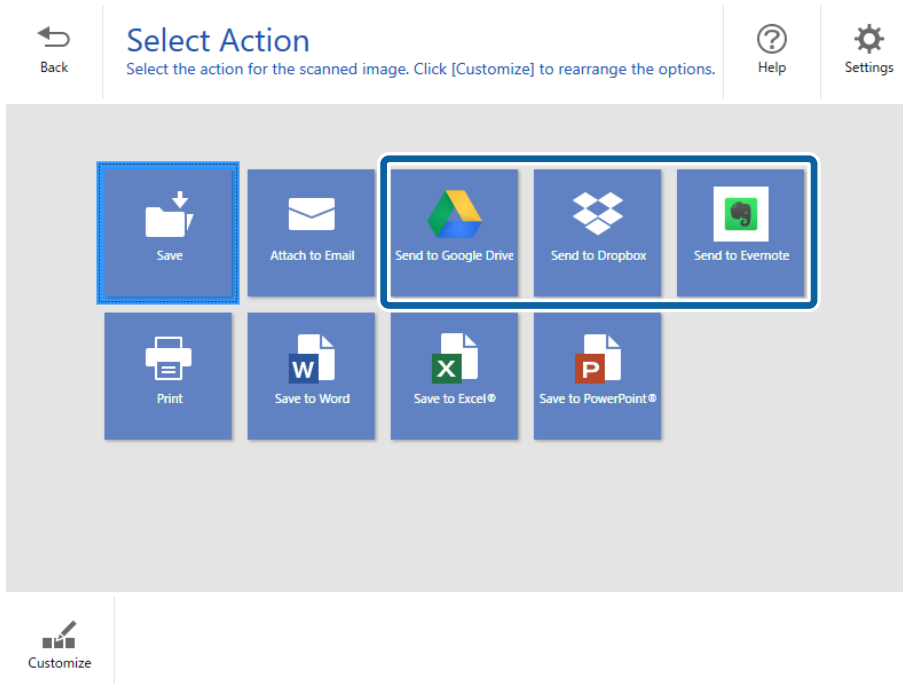 Back
Select Action
Select the action for the scanned image. Click [Customize] to rearrange the options.
Help
Settings
Save
Attach to Email
Send to Google Drive
Send to Dropbox
Send to Evernote
Print
W
Save to Word
X
Save to Excel®
P
Save to PowerPoint®
Customize